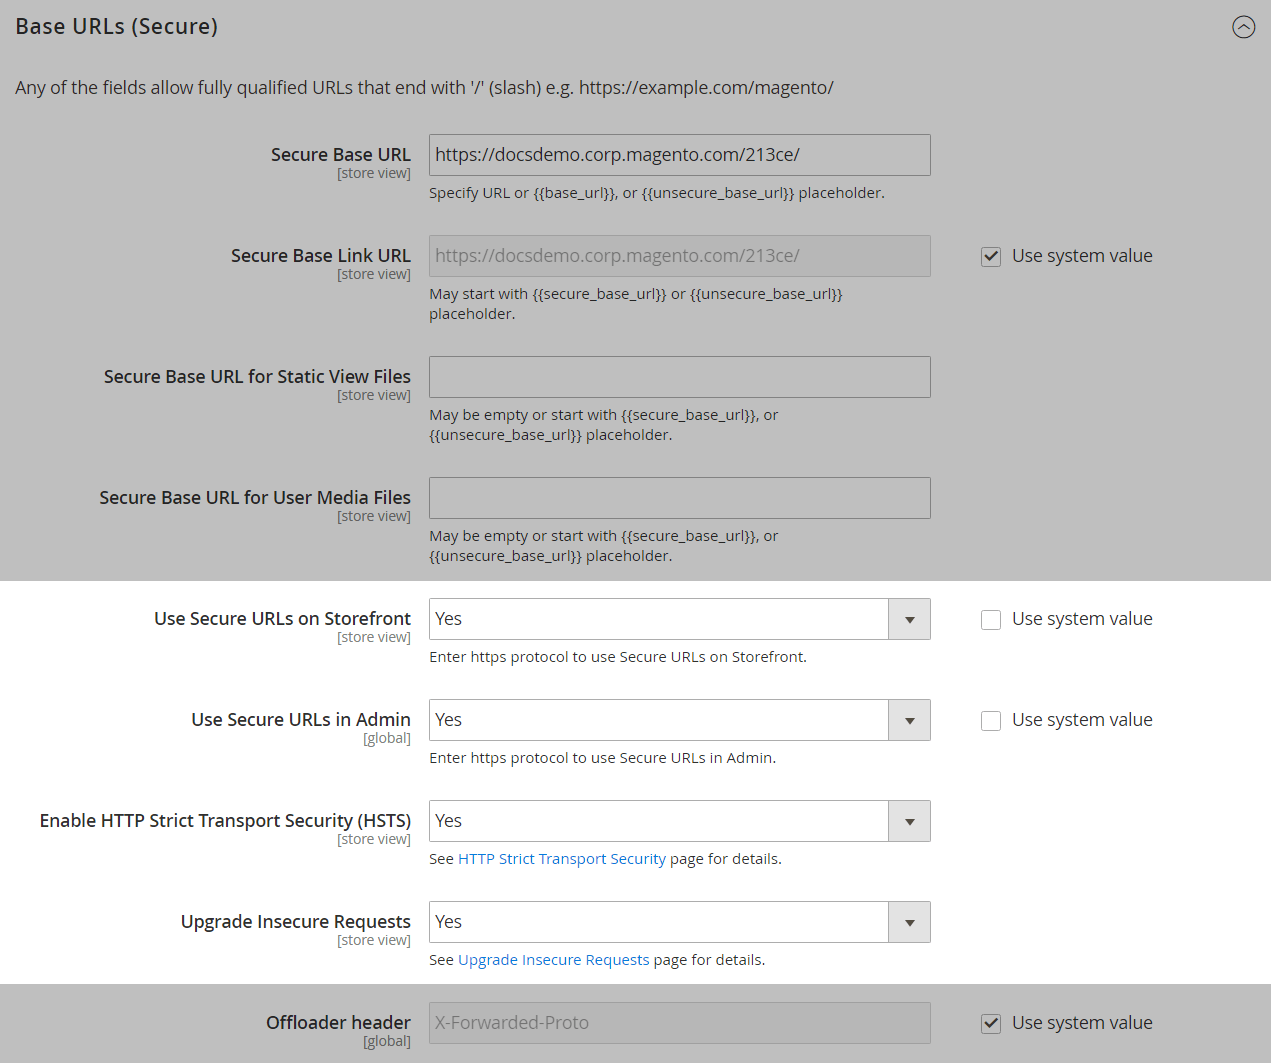 Base URLs (Secure)
Any of the fields allow fully qualified URLs that end with '/' (slash) e.g. https://example.com/magento/
Secure Base URL
[store view]
https://docsdemo.corp.magento.com/213ce/
Specify URL or {{base_url}}, or {{unsecure_base_url}} placeholder.
Secure Base Link URL
[store view]
https://docsdemo.corp.magento.com/213ce/
Use system value
May start with {{secure_base_url}} or {{unsecure_base_url}}
placeholder.
Secure Base URL for Static View Files
[store view]
May be empty or start with {{secure_base_url}}, or
{{unsecure_base_url}} placeholder.
Secure Base URL for User Media Files
[store view]
May be empty or start with {{secure_base_url}}, or
{{unsecure_base_url}} placeholder.
Use Secure URLs on Storefront
[store view]
Yes
Use system value
Enter https protocol to use Secure URLs on Storefront.
Use Secure URLs in Admin
[global]
Yes
Use system value
Enter https protocol to use Secure URLs in Admin.
Enable HTTP Strict Transport Security (HSTS)
[store view]
Yes
See HTTP Strict Transport Security page for details.
Upgrade Insecure Requests
[store view]
Yes
See Upgrade Insecure Requests page for details.
Offloader header
[global]
X-Forwarded-Proto
Use system value